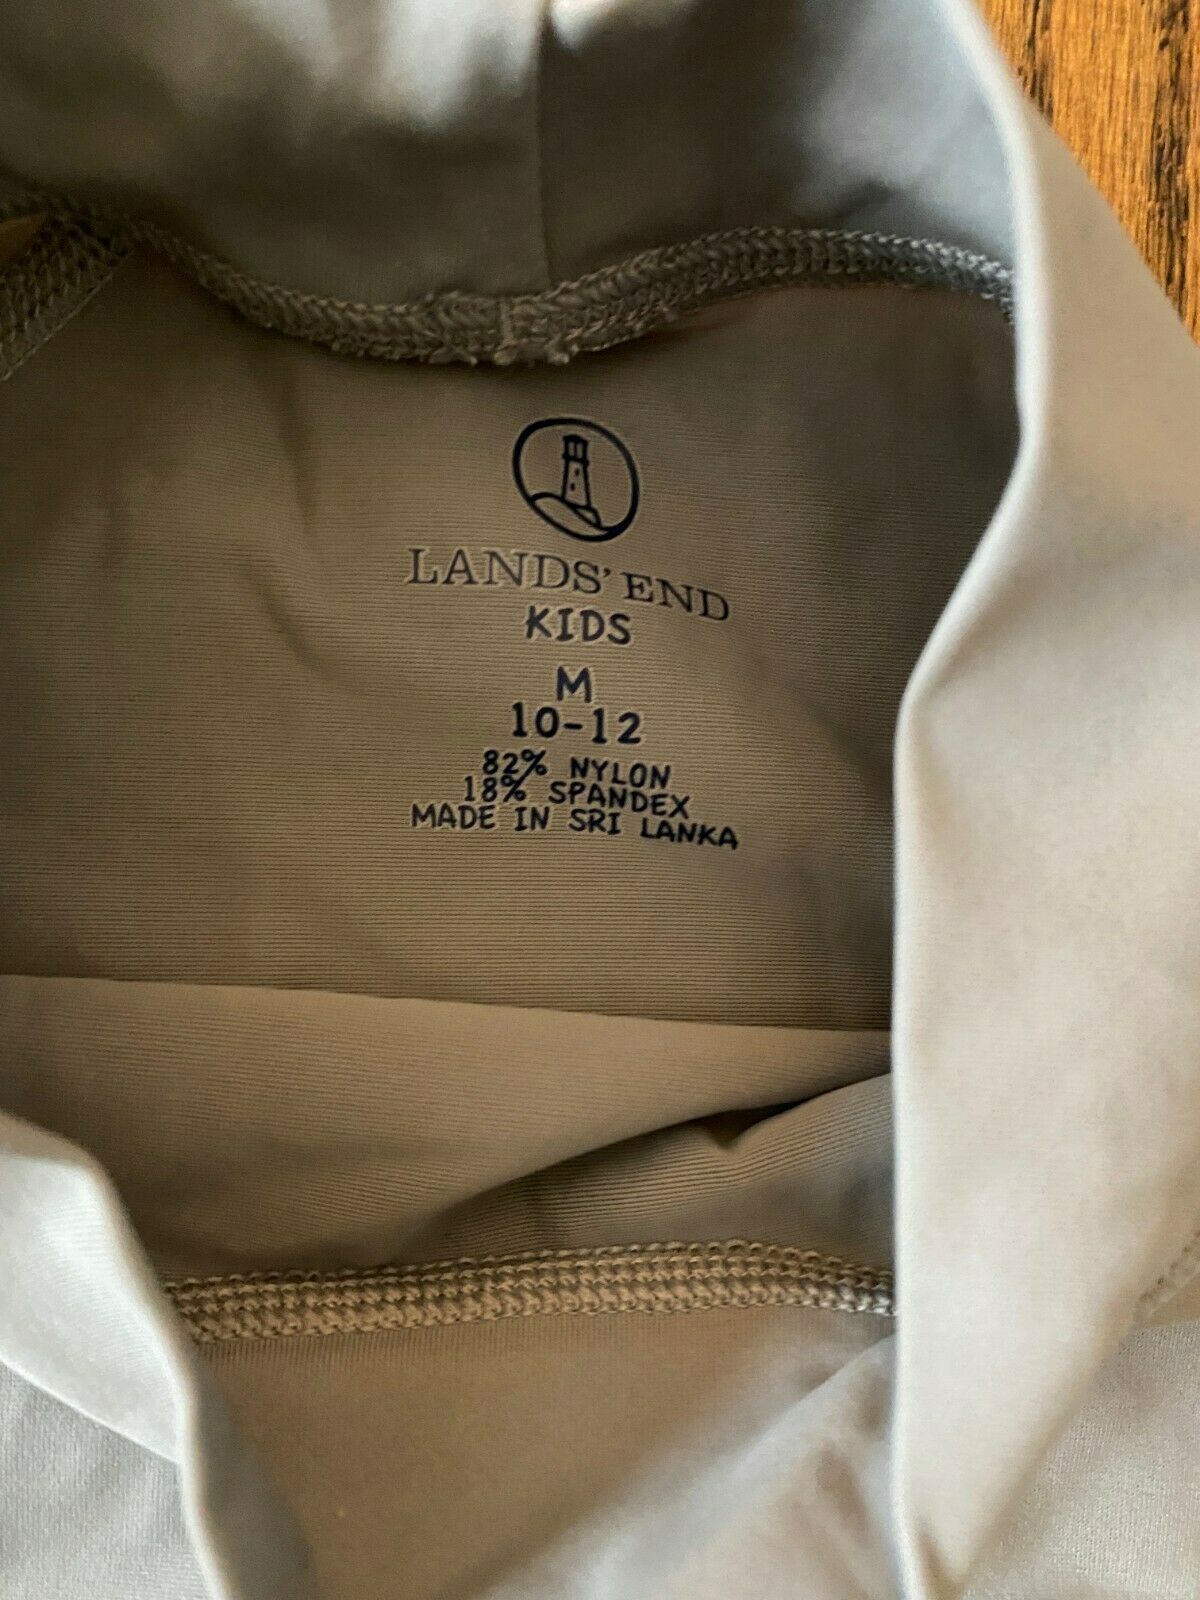 LANDS' END
KIDS
M
10-12
82% NYLON
18% SPANDEX
MADE IN SRI LANKA